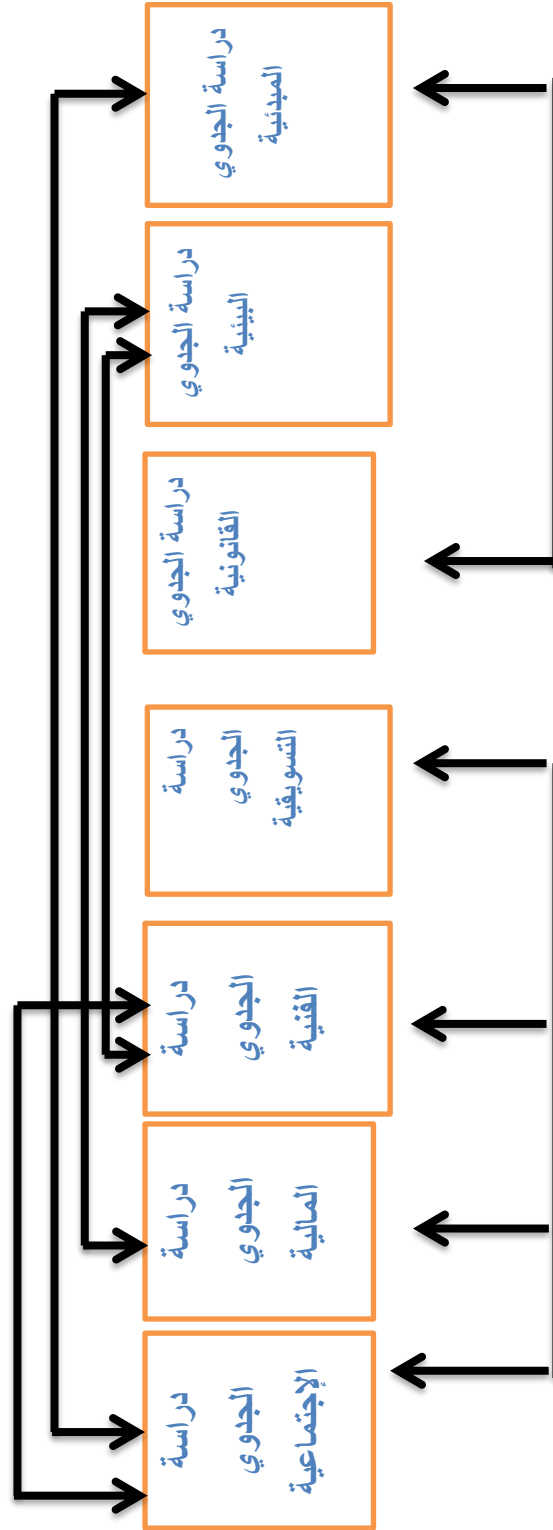 دراسة الجدوي
المبدئية
دراسة الجدوي
البيئية
دراسة الجدوي
القانونية
دراسة
الجدوي
التسويقية
دراسة
الجدوي
الفنية
دراسة
الجدوي
المالية
دراسة
الجدوي
الإجتماعية